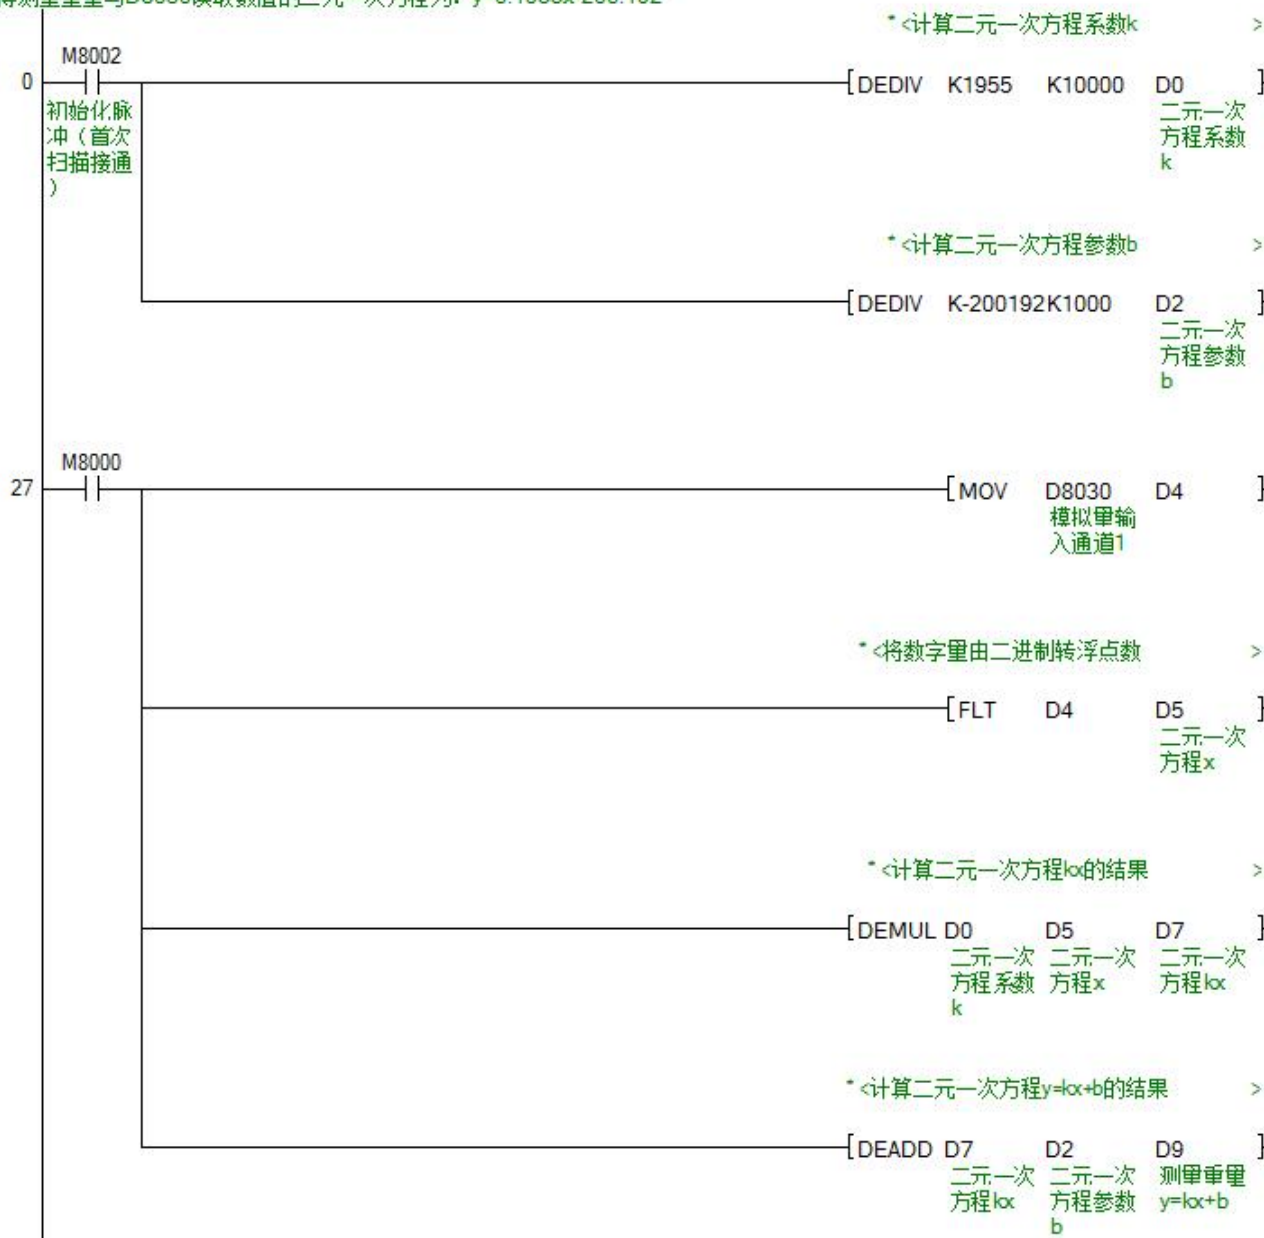 * <计算二元一次方程系数k >
M8002
0
[DEDIV K1955 K10000 D0 ]
初始化脉
冲（首次
扫描接通
）
二元一次
方程系数
k
* <计算二元一次方程参数b >
[DEDIV K-200192K1000 D2 ]
二元一次
方程参数
b
M8000
27
[MOV D8030 D4 ]
模拟量输
入通道1
* <将数字量由二进制转浮点数 >
[FLT D4 D5 ]
二元一次
方程x
* <计算二元一次方程kx的结果 >
[DEMUL D0 D5 D7 ]
二元一次 二元一次 二元一次
方程系数 方程x 方程kx
k
* <计算二元一次方程y=kx+b的结果 >
[DEADD D7 D2 D9 ]
二元一次 二元一次 测量重量
方程kx 方程参数 y=kx+b
b